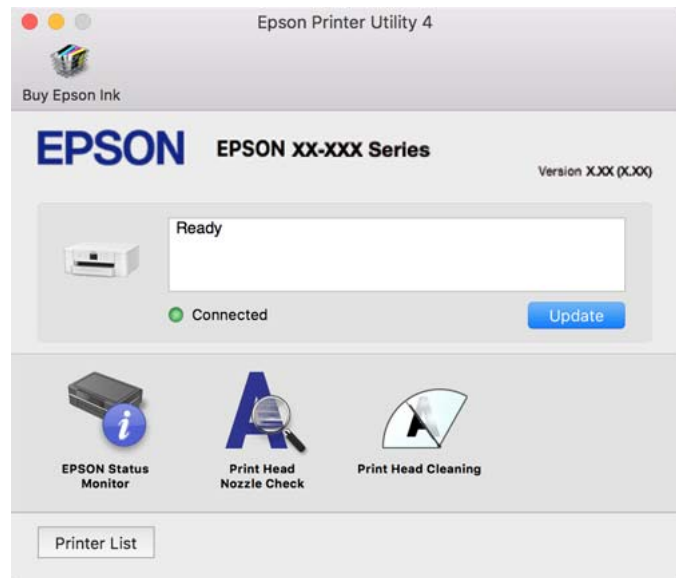 Epson Printer Utility 4
Buy Epson Ink
EPSON
EPSON XX-XXX Series
Version X.XX (X.XX)
Ready
Connected
Update
EPSON Status
Monitor
Print Head
Nozzle Check
Print Head Cleaning
Printer List